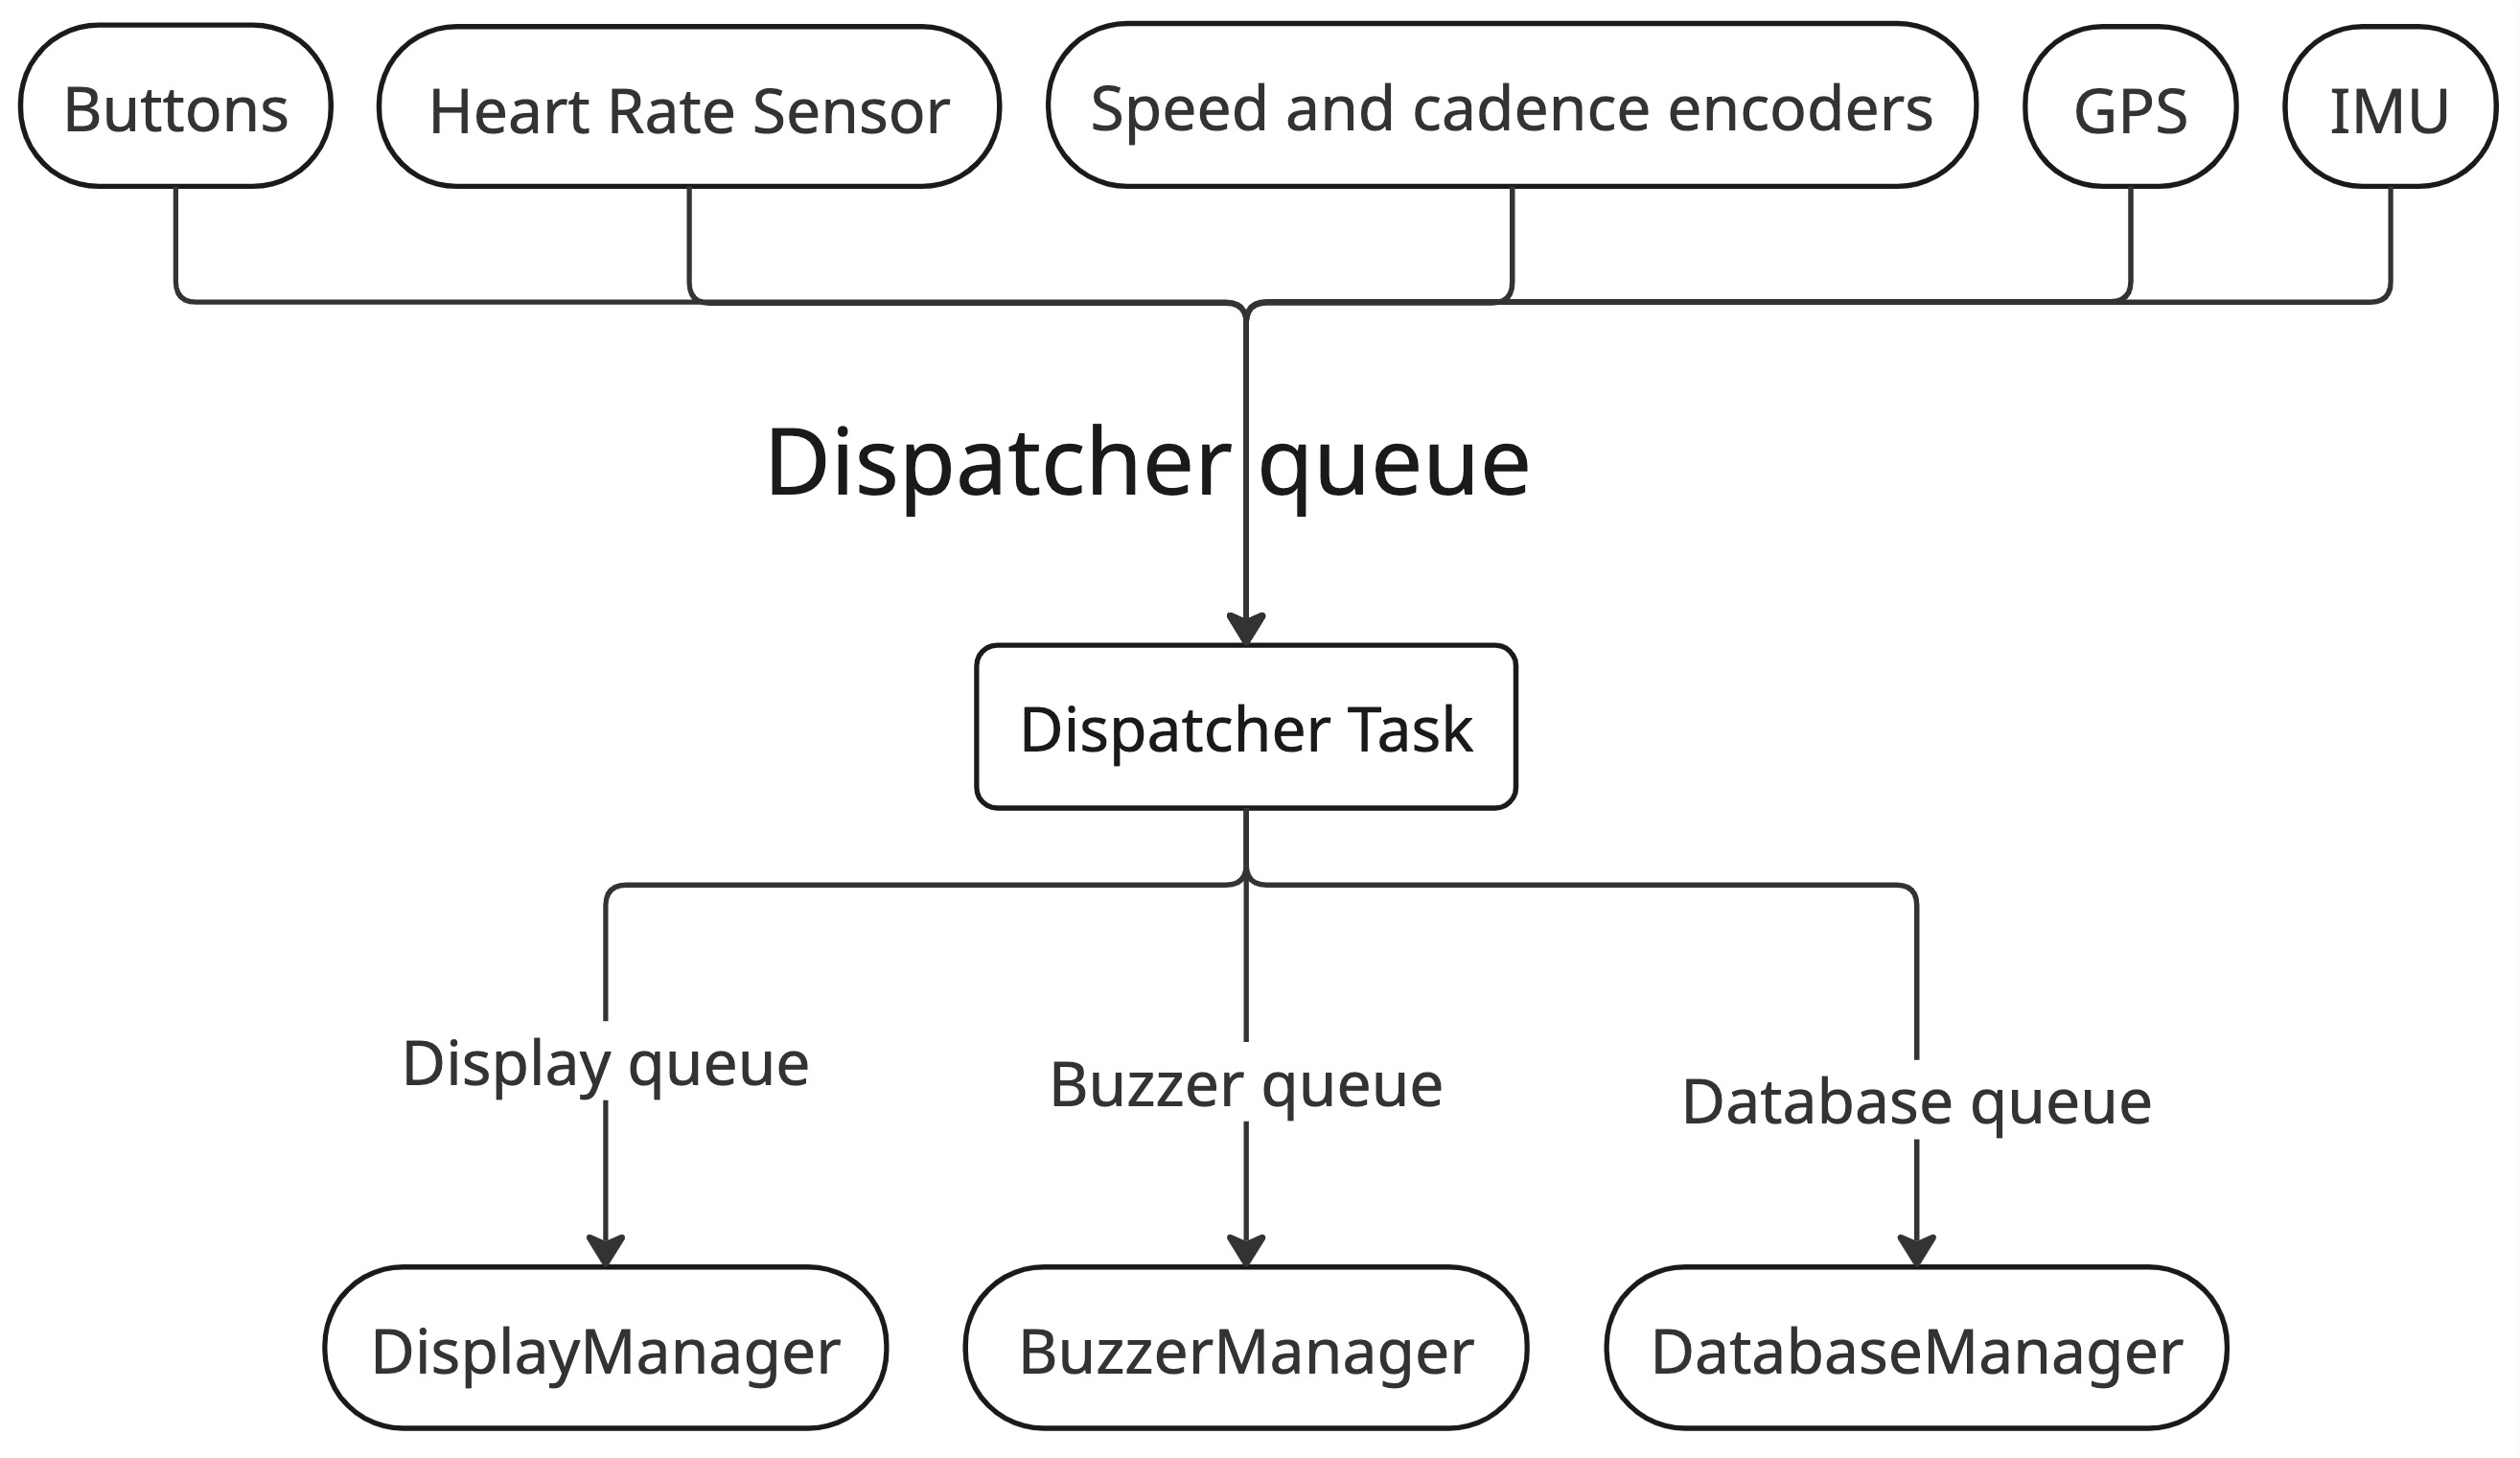 Buttons
Heart Rate Sensor
Speed and cadence encoders
GPS
IMU
Dispatcher queue
Dispatcher Task
Display queue
Buzzer queue
Database queue
DisplayManager
BuzzerManager
DatabaseManager